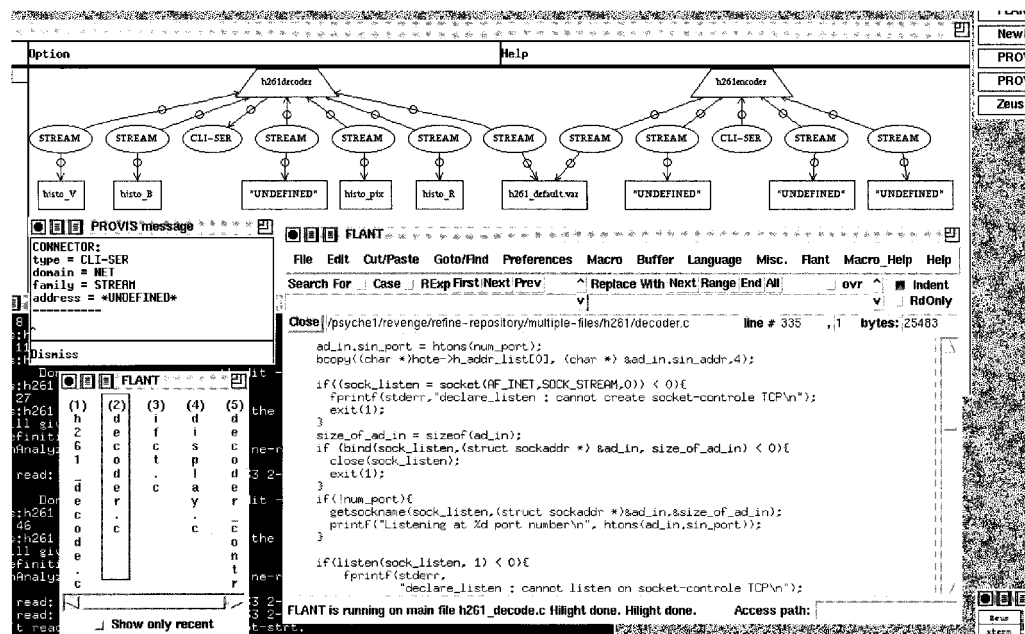 New
PRO
PRO
Zeus
Option Help
h261decoder h261encoder
STREAM STREAM CLI-SER STREAM STREAM STREAM STREAM STREAM STREAM CLI-SER STREAM STREAM
histo_V histo_B *UNDEFINED* histo_pix histo_R h261_default.var *UNDEFINED* *UNDEFINED* *UNDEFINED*
PROVIS message
CONNECTOR:
type = CLI-SER
domain = NET
family = STREAM
address = *UNDEFINED*
----------
Dismiss
FLANT
(1) (2) (3) (4) (5)
h261_decode.c
decoder.c
ifct.c
display.c
decoder_contr
Show only recent
FLANT
File Edit Cut/Paste Goto/Find Preferences Macro Buffer Language Misc. Flant Macro_Help Help
Search For Case RExp First Next Prev ^ Replace With Next Range End All ovr ^ Indent
v v RdOnly
Close /psyche1/revenge/refine-repository/multiple-files/h261/decoder.c line # 335 , 1 bytes: 25483
ad_in.sin_port = htons(num_port);
bcopy((char *)hote->h_addr_list[0], (char *) &ad_in.sin_addr,4);
if((sock_listen = socket(AF_INET,SOCK_STREAM,0)) < 0){
fprintf(stderr,"declare_listen : cannot create socket-controle TCP\n");
exit(1);
}
size_of_ad_in = sizeof(ad_in);
if (bind(sock_listen,(struct sockaddr *) &ad_in, size_of_ad_in) < 0){
close(sock_listen);
exit(1);
}
if(!num_port){
getsockname(sock_listen,(struct sockaddr *)&ad_in,&size_of_ad_in);
printf("Listening at %d port number\n", htons(ad_in.sin_port));
}
if(listen(sock_listen, 1) < 0){
fprintf(stderr,
"declare_listen : cannot listen on socket-controle TCP\n");
FLANT is running on main file h261_decode.c Hilight done. Hilight done. Access path: